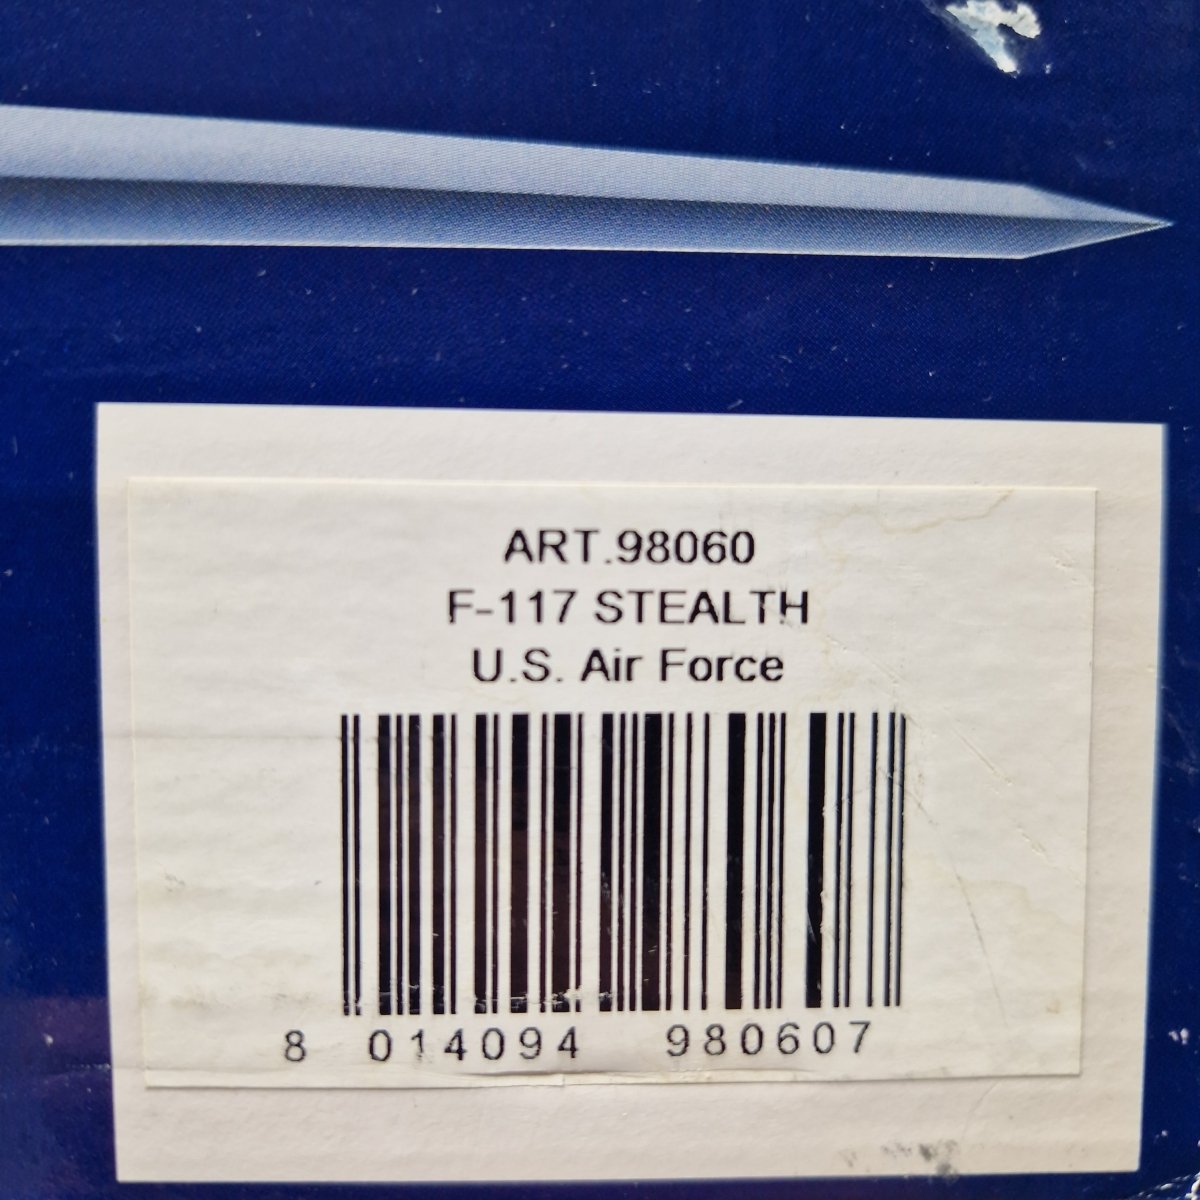 ART.98060
F-117 STEALTH
U.S. Air Force
8 014094 980607